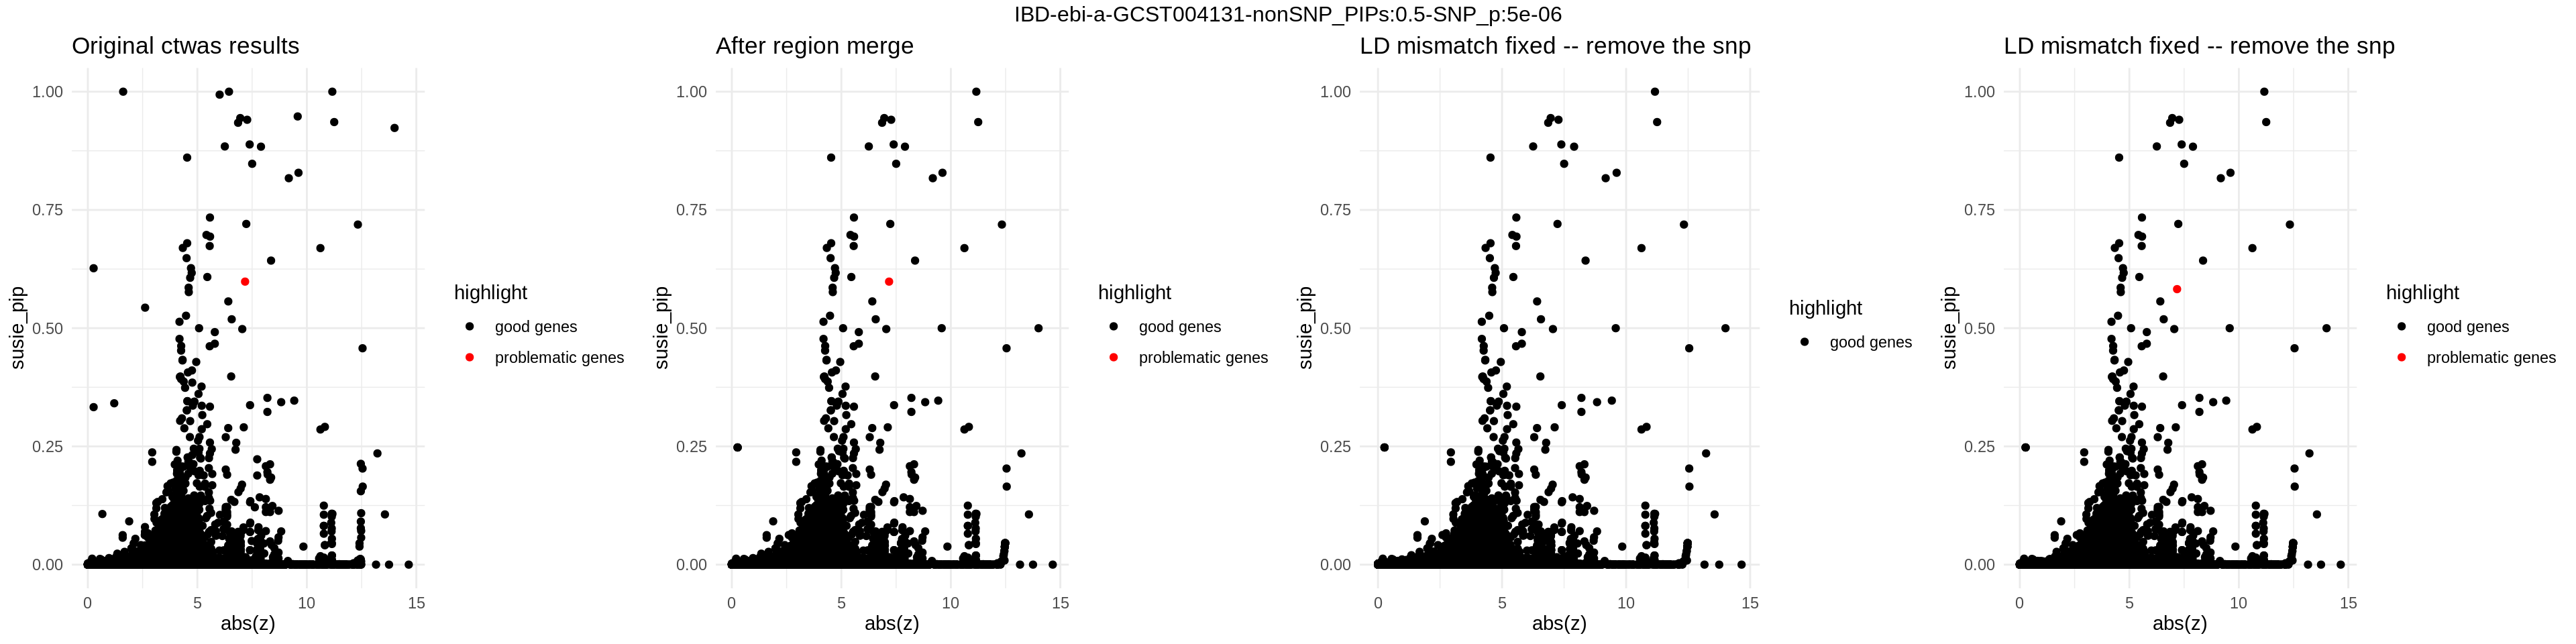 IBD-ebi-a-GCST004131-nonSNP_PIPs:0.5-SNP_p:5e-06
Original ctwas results
susie_pip
1.00
0.75
0.50
0.25
0.00
0 5 10 15
abs(z)
highlight
good genes
problematic genes
After region merge
susie_pip
1.00
0.75
0.50
0.25
0.00
0 5 10 15
abs(z)
highlight
good genes
problematic genes
LD mismatch fixed -- remove the snp
susie_pip
1.00
0.75
0.50
0.25
0.00
0 5 10 15
abs(z)
highlight
good genes
LD mismatch fixed -- remove the snp
susie_pip
1.00
0.75
0.50
0.25
0.00
0 5 10 15
abs(z)
highlight
good genes
problematic genes